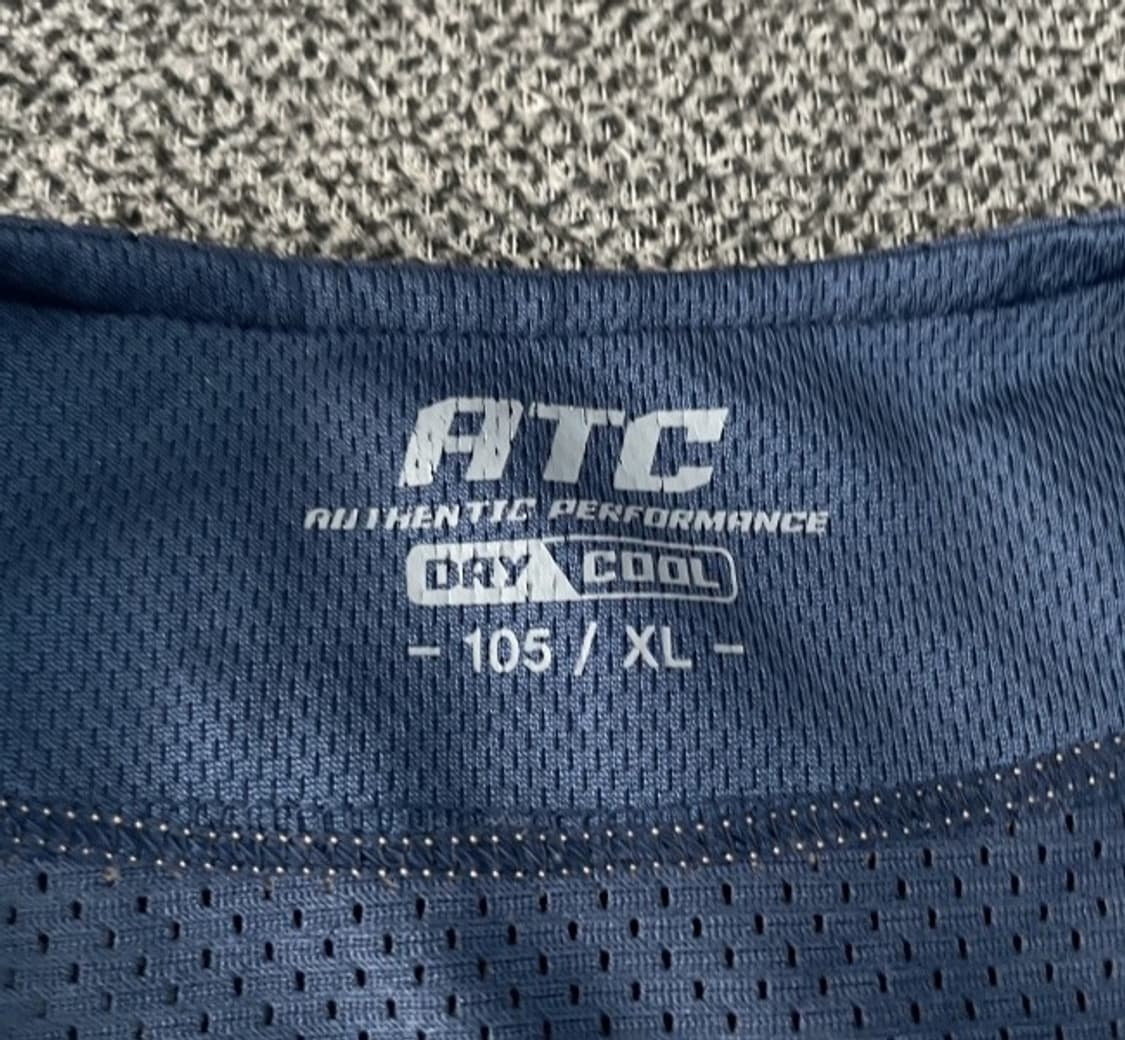 ATC
AUTHENTIC PERFORMANCE
DRY COOL
- 105 / XL -